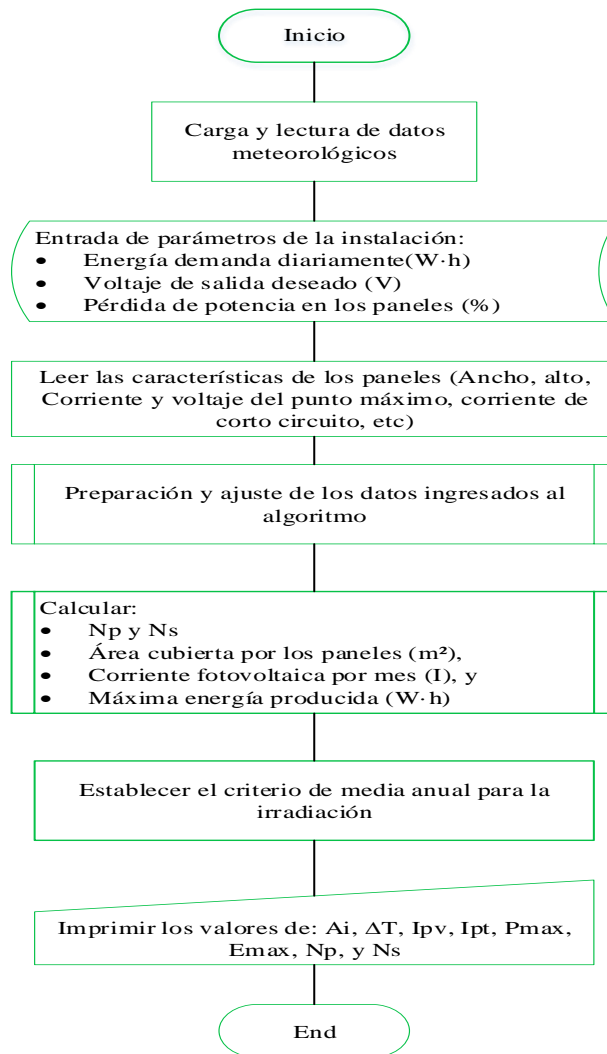 Inicio
Carga y lectura de datos
meteorológicos
Entrada de parámetros de la instalación:
• Energía demanda diariamente(W·h)
• Voltaje de salida deseado (V)
• Pérdida de potencia en los paneles (%)
Leer las características de los paneles (Ancho, alto,
Corriente y voltaje del punto máximo, corriente de
corto circuito, etc)
Preparación y ajuste de los datos ingresados al
algoritmo
Calcular:
• Np y Ns
• Área cubierta por los paneles (m²),
• Corriente fotovoltaica por mes (I), y
• Máxima energía producida (W·h)
Establecer el criterio de media anual para la
irradiación
Imprimir los valores de: Ai, ΔT, Ipv, Ipt, Pmax,
Emax, Np, y Ns
End